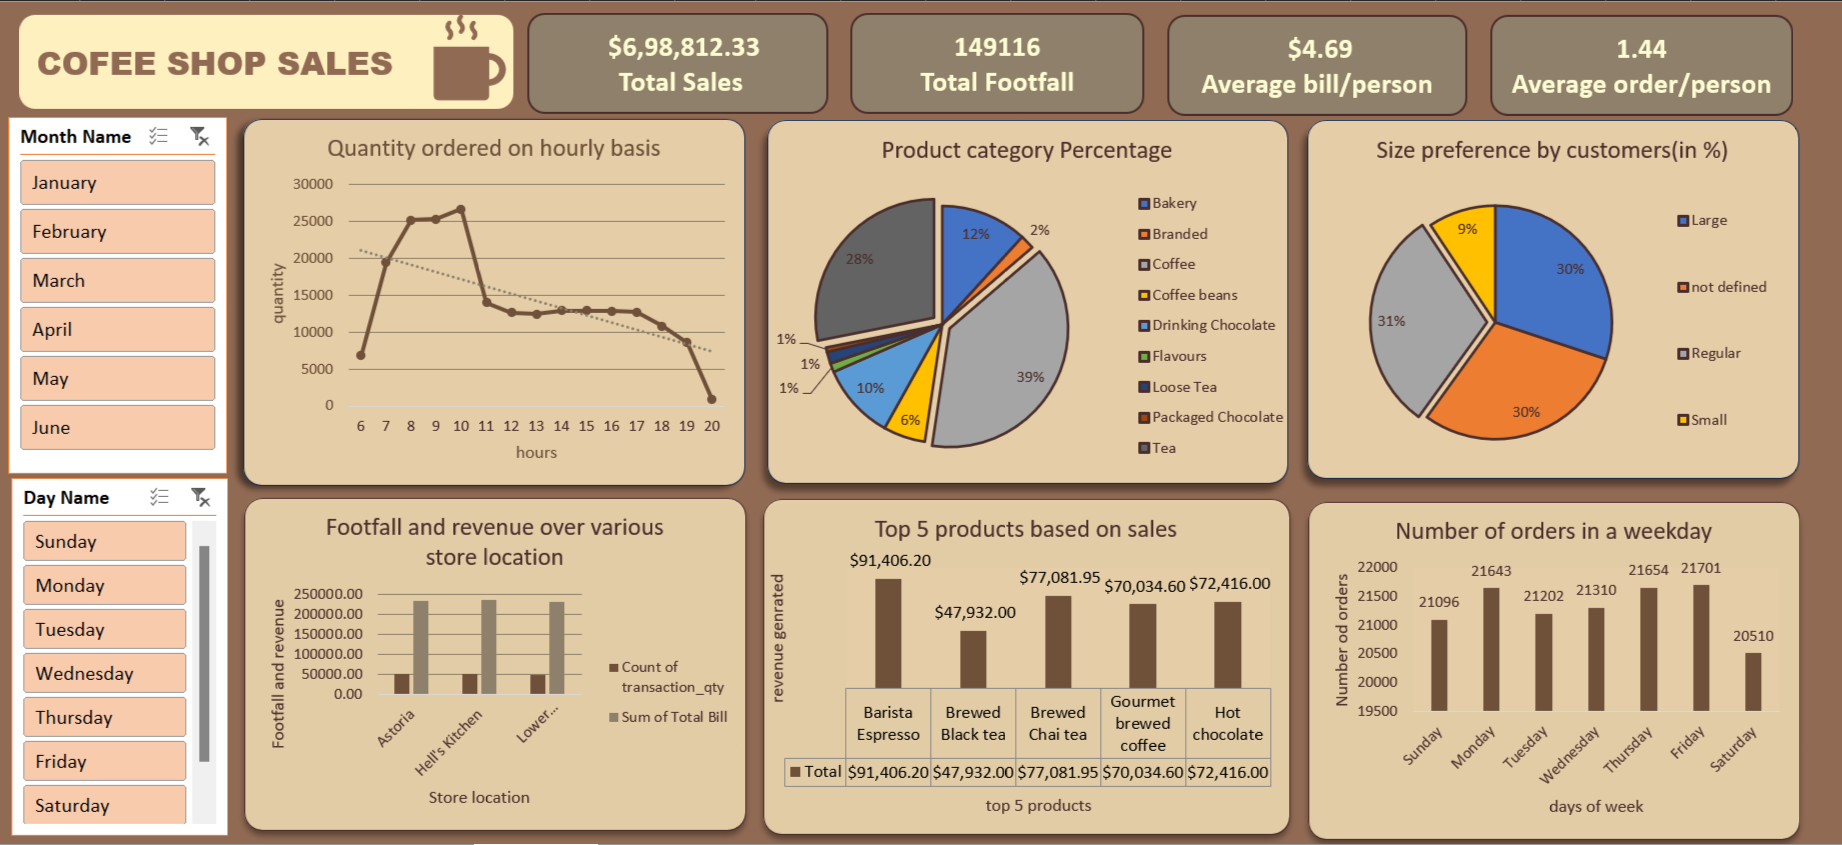 COFEE SHOP SALES
$6,98,812.33
Total Sales
149116
Total Footfall
$4.69
Average bill/person
1.44
Average order/person
Month Name
January
February
March
April
May
June
Day Name
Sunday
Monday
Tuesday
Wednesday
Thursday
Friday
Saturday
Quantity ordered on hourly basis
quantity
30000
25000
20000
15000
10000
5000
0
6 7 8 9 10 11 12 13 14 15 16 17 18 19 20
hours
Product category Percentage
12%
2%
39%
6%
10%
1%
1%
1%
28%
Bakery
Branded
Coffee
Coffee beans
Drinking Chocolate
Flavours
Loose Tea
Packaged Chocolate
Tea
Size preference by customers(in %)
30%
30%
31%
9%
Large
not defined
Regular
Small
Footfall and revenue over various
store location
Footfall and revenue
250000.00
200000.00
150000.00
100000.00
50000.00
0.00
Astoria
Hell's Kitchen
Lower...
Store location
Count of
transaction_qty
Sum of Total Bill
Top 5 products based on sales
revenue genrated
$91,406.20
$47,932.00
$77,081.95
$70,034.60
$72,416.00
Barista
Espresso
Brewed
Black tea
Brewed
Chai tea
Gourmet
brewed
coffee
Hot
chocolate
Total $91,406.20 $47,932.00 $77,081.95 $70,034.60 $72,416.00
top 5 products
Number of orders in a weekday
Number od orders
22000
21500
21000
20500
20000
19500
21096
21643
21202
21310
21654
21701
20510
Sunday
Monday
Tuesday
Wednesday
Thursday
Friday
Saturday
days of week